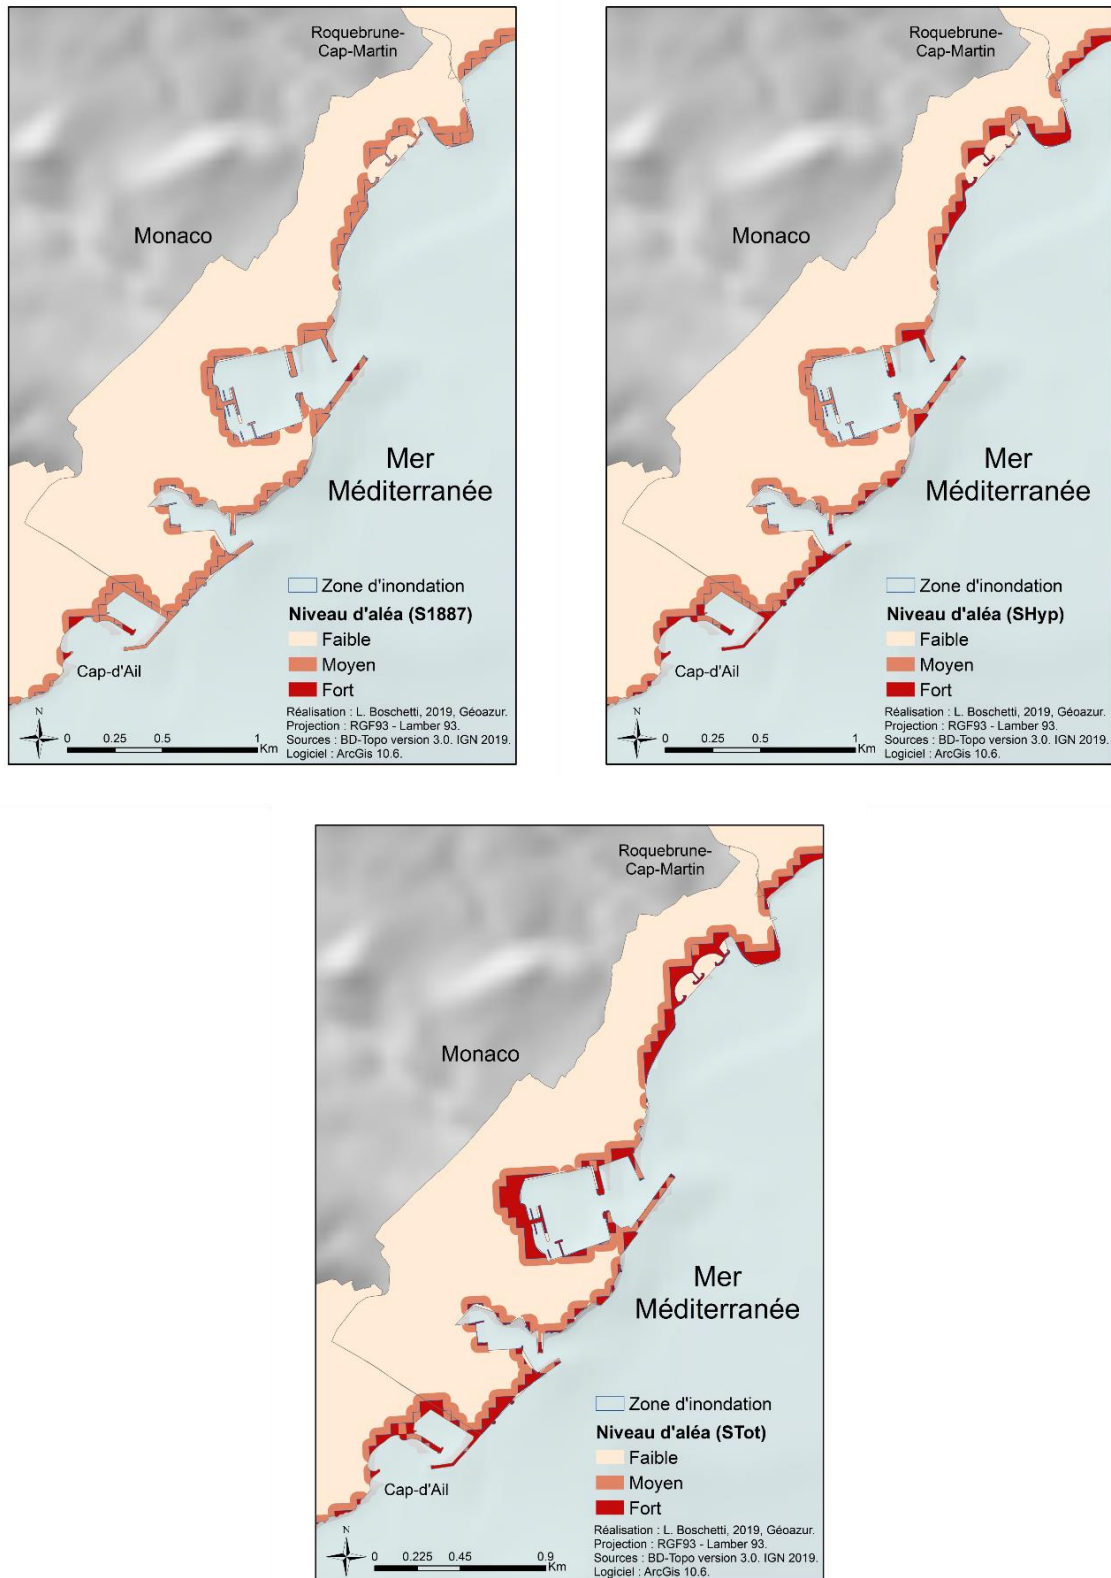 Roquebrune-
Cap-Martin
Monaco
Mer
Méditerranée
Zone d'inondation
Niveau d'aléa (S1887)
Faible
Moyen
Fort
Cap-d'Ail
Réalisation : L. Boschetti, 2019, Géoazur.
Projection : RGF93 - Lamber 93.
Sources : BD-Topo version 3.0. IGN 2019.
Logiciel : ArcGis 10.6.
N
0 0.25 0.5 1
Km
Roquebrune-
Cap-Martin
Monaco
Mer
Méditerranée
Zone d'inondation
Niveau d'aléa (SHyp)
Faible
Moyen
Fort
Cap-d'Ail
Réalisation : L. Boschetti, 2019, Géoazur.
Projection : RGF93 - Lamber 93.
Sources : BD-Topo version 3.0. IGN 2019.
Logiciel : ArcGis 10.6.
N
0 0.25 0.5 1
Km
Roquebrune-
Cap-Martin
Monaco
Mer
Méditerranée
Zone d'inondation
Niveau d'aléa (STot)
Faible
Moyen
Fort
Cap-d'Ail
Réalisation : L. Boschetti, 2019, Géoazur.
Projection : RGF93 - Lamber 93.
Sources : BD-Topo version 3.0. IGN 2019.
Logiciel : ArcGis 10.6.
N
0 0.225 0.45 0.9
Km